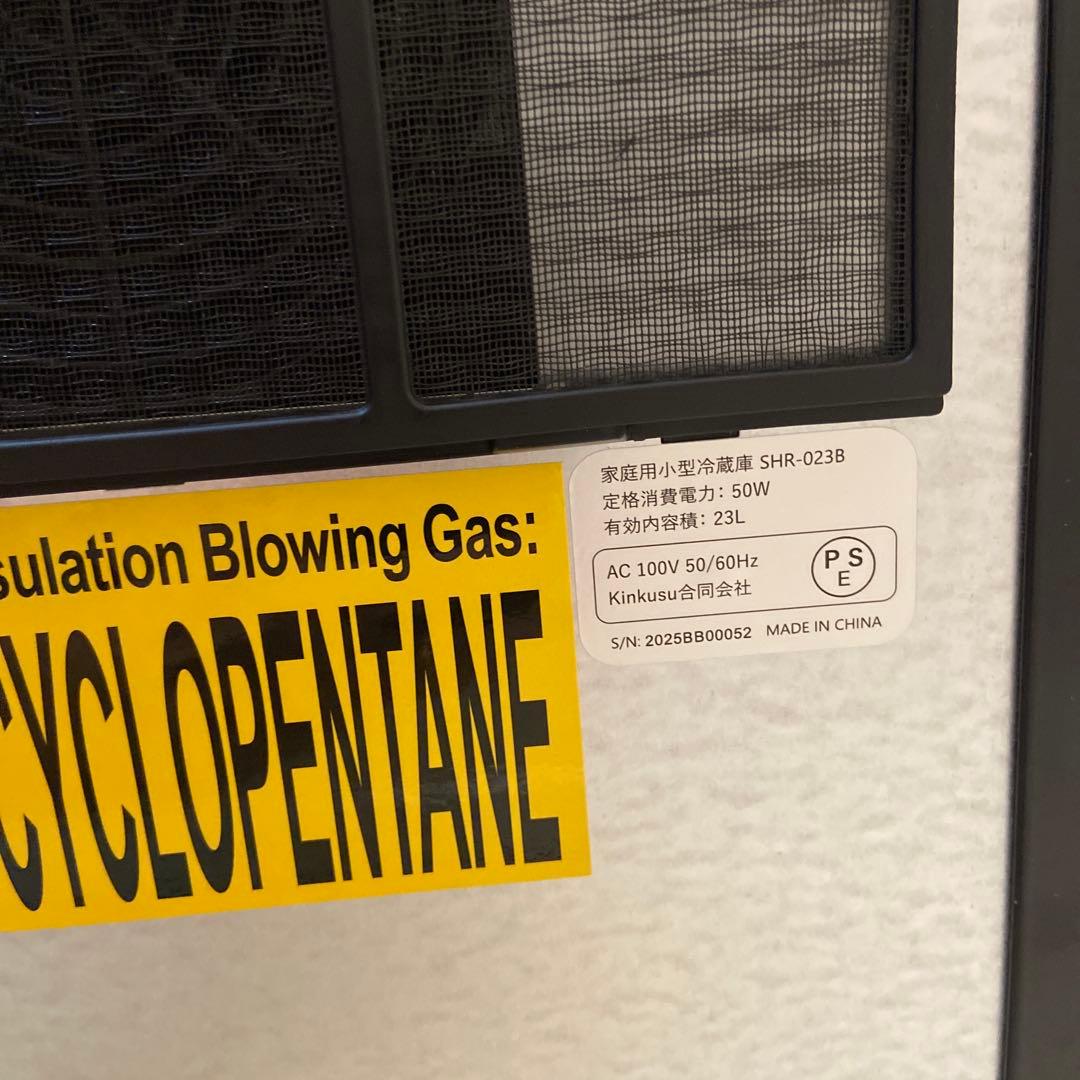 sulation Blowing Gas:
CYCLOPENTANE
家庭用小型冷蔵庫 SHR-023B
定格消費電力: 50W
有効内容積: 23L
AC 100V 50/60Hz
Kinkusu合同会社
PSE
S/N: 2025BB00052 MADE IN CHINA